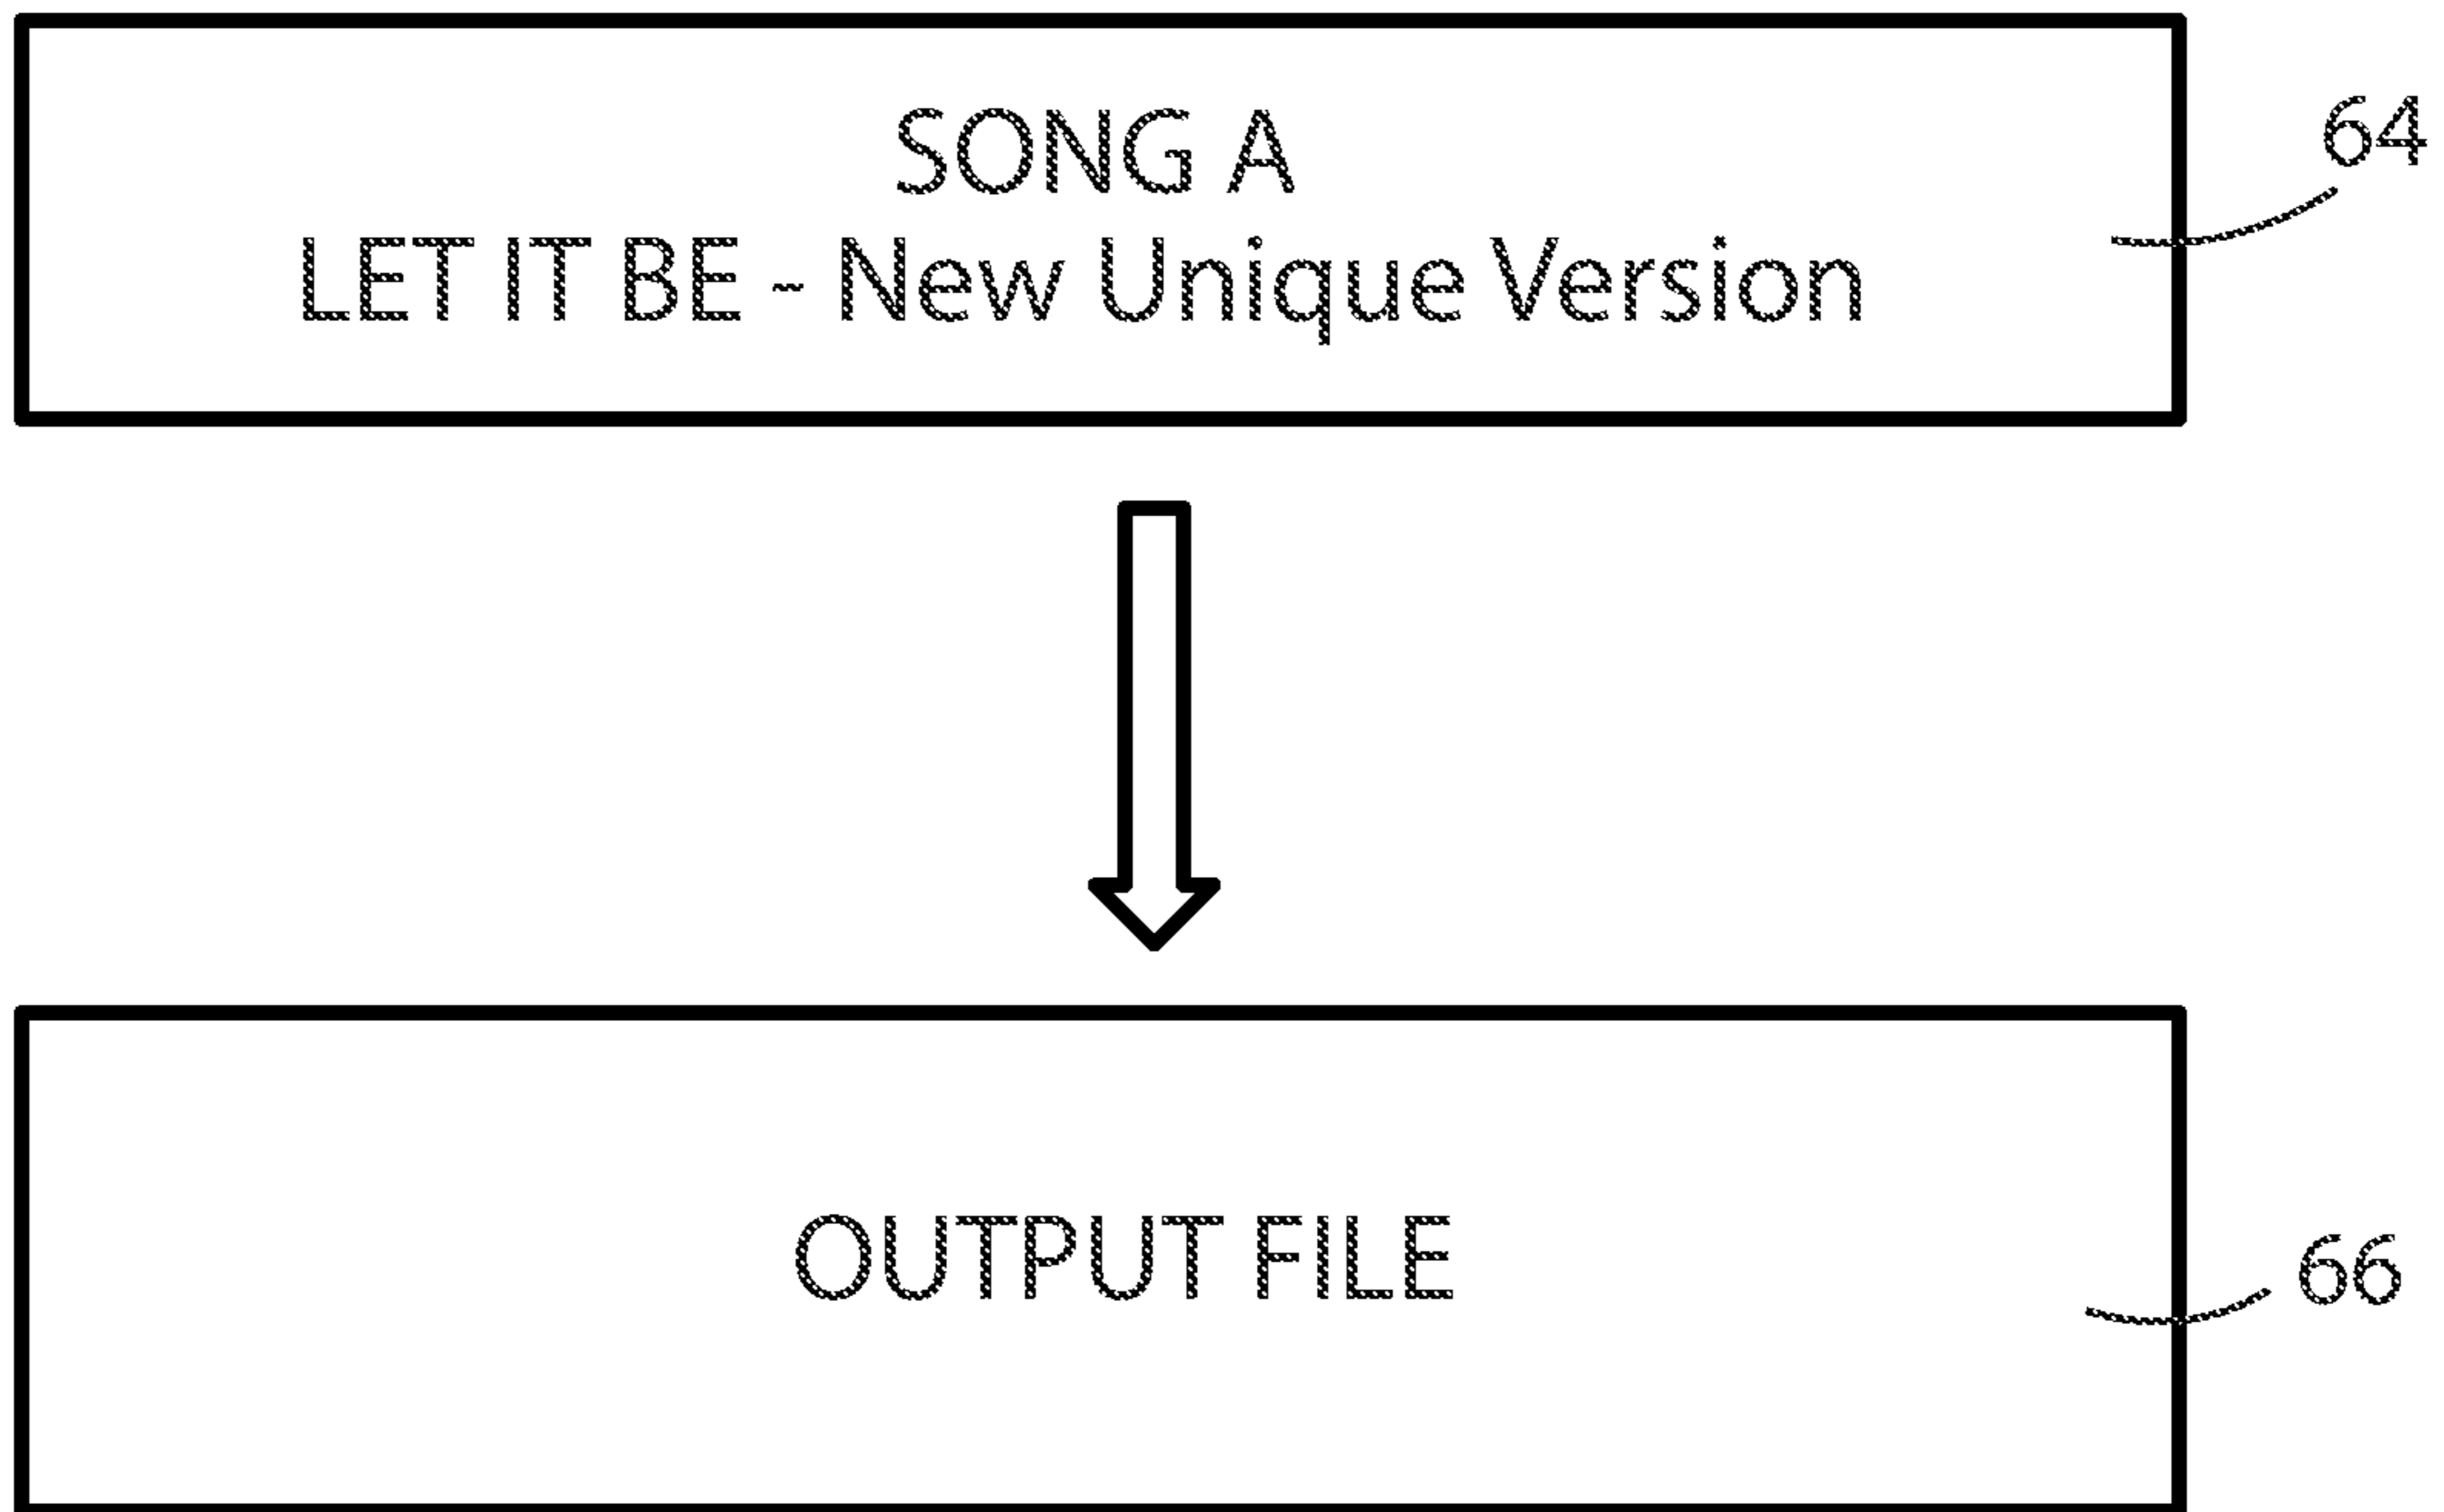 SONG A
64
LET IT BE - New Unique Version
OUTPUT FILE
66